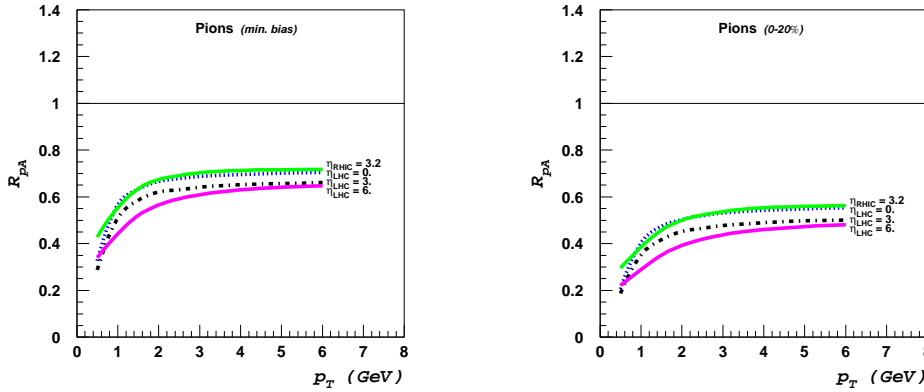 1.4
1.2
1
0.8
0.6
0.4
0.2
0
R_pA
Pions (min. bias)
η_RHIC = 3.2
η_LHC = 0.
η_LHC = 3.
η_LHC = 6.
0 1 2 3 4 5 6 7 8
p_T (GeV)
1.4
1.2
1
0.8
0.6
0.4
0.2
0
R_pA
Pions (0-20%)
η_RHIC = 3.2
η_LHC = 0.
η_LHC = 3.
η_LHC = 6.
0 1 2 3 4 5 6 7 8
p_T (GeV)